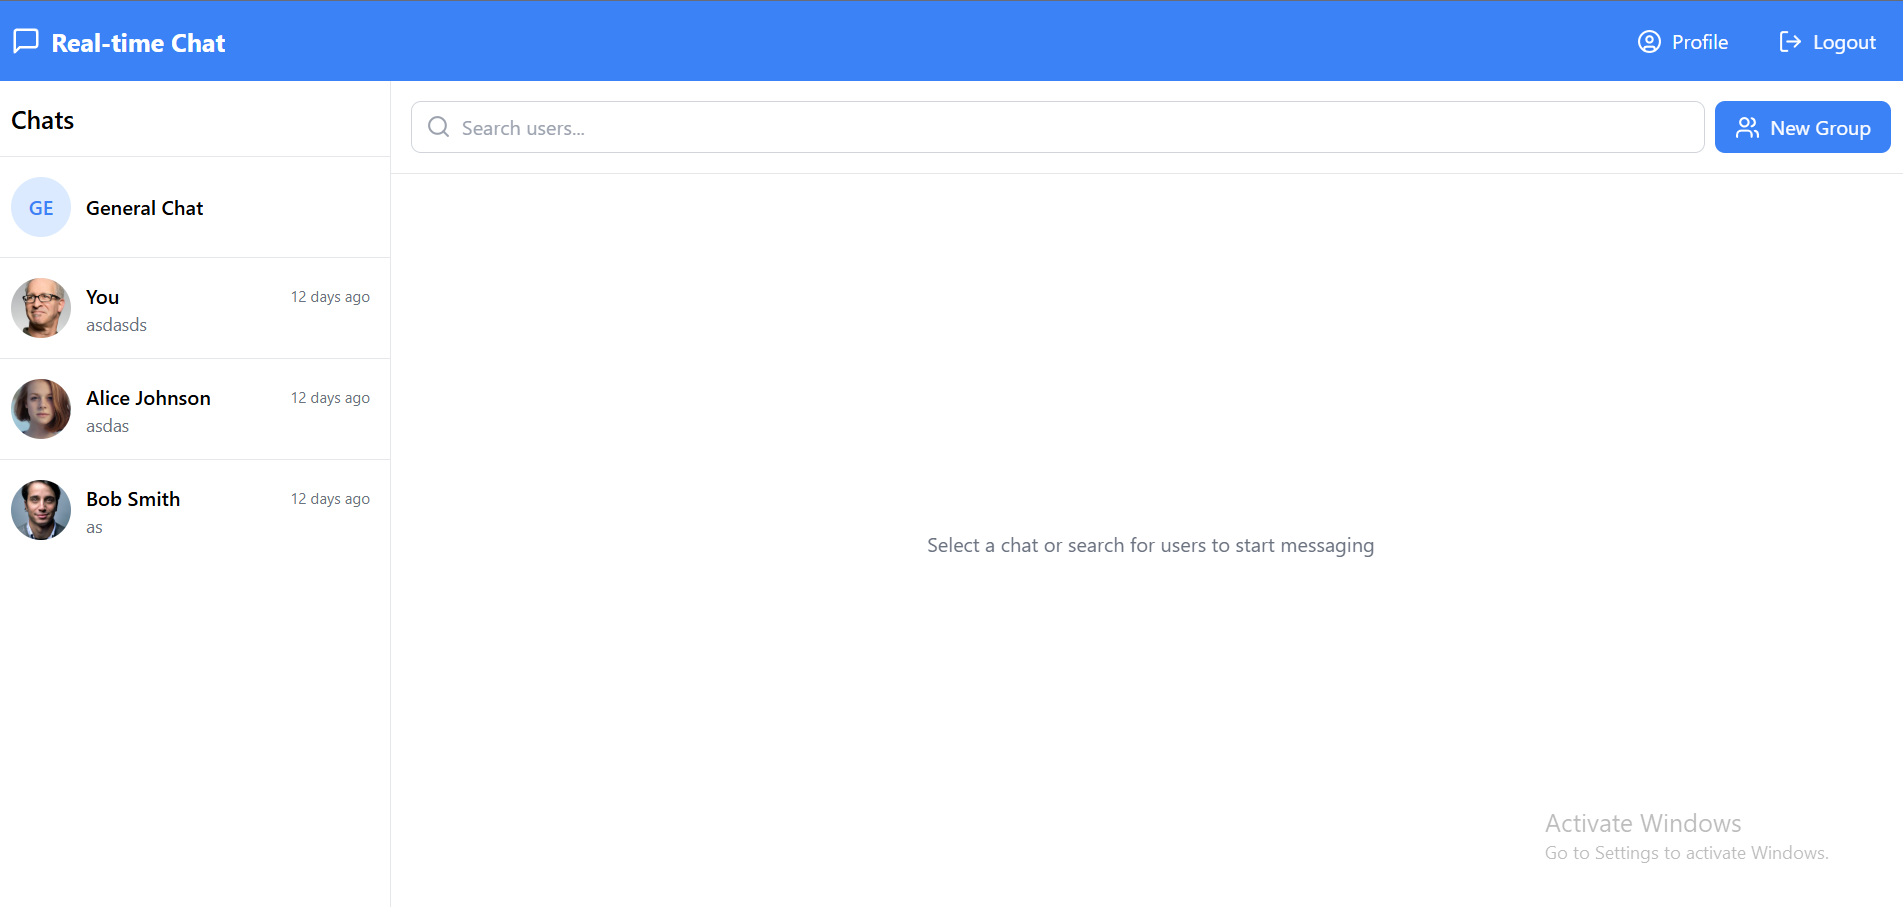 Real-time Chat
Profile
Logout
Chats
Search users...
New Group
GE
General Chat
You
12 days ago
asdasds
Alice Johnson
12 days ago
asdas
Bob Smith
12 days ago
as
Select a chat or search for users to start messaging
Activate Windows
Go to Settings to activate Windows.